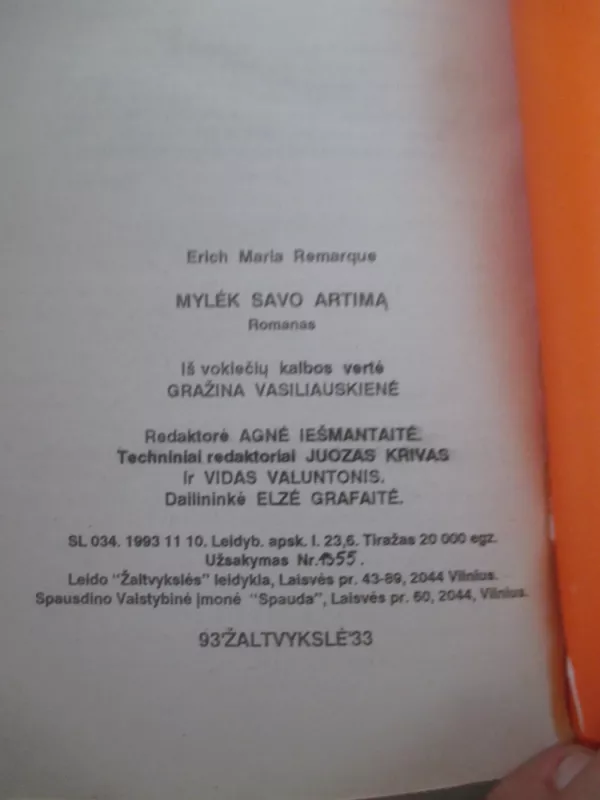 Erich Maria Remarque
MYLĖK SAVO ARTIMĄ
Romanas
Iš vokiečių kalbos vertė
GRAŽINA VASILIAUSKIENĖ
Redaktorė AGNĖ IEŠMANTAITĖ.
Techniniai redaktoriai JUOZAS KRIVAS
ir VIDAS VALUNTONIS.
Dailininkė ELZĖ GRAFAITĖ.
SL 034. 1993 11 10. Leidyb. apsk. l. 23,6. Tiražas 20 000 egz.
Užsakymas Nr.1355.
Leido "Žaltvykslės" leidykla, Laisvės pr. 43-89, 2044 Vilnius.
Spausdino Valstybinė įmonė "Spauda", Laisvės pr. 60, 2044, Vilnius.
93'ŽALTVYKSLĖ'33